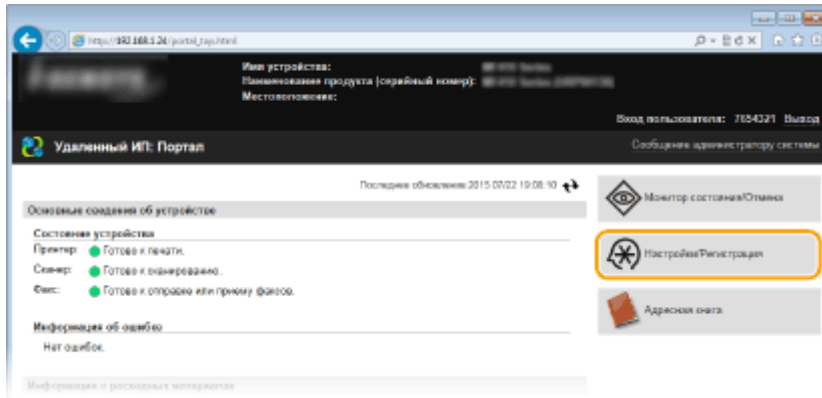 http://192.168.1.24/portal_top.html
Имя устройства:
Наименование продукта (серийный номер):
Местоположение:
Вход пользователя: 7654321 Выход
Удаленный ИП: Портал
Сообщение администратору системы
Последнее обновление: 2015 07/22 19:08:10
Основные сведения об устройстве
Состояние устройства
Принтер: Готово к печати.
Сканер: Готово к сканированию.
Факс: Готово к отправке или приему факсов.
Информация об ошибке
Нет ошибок.
Информация о расходных материалах
Монитор состояния/Отмена
Настройки/Регистрация
Адресная книга